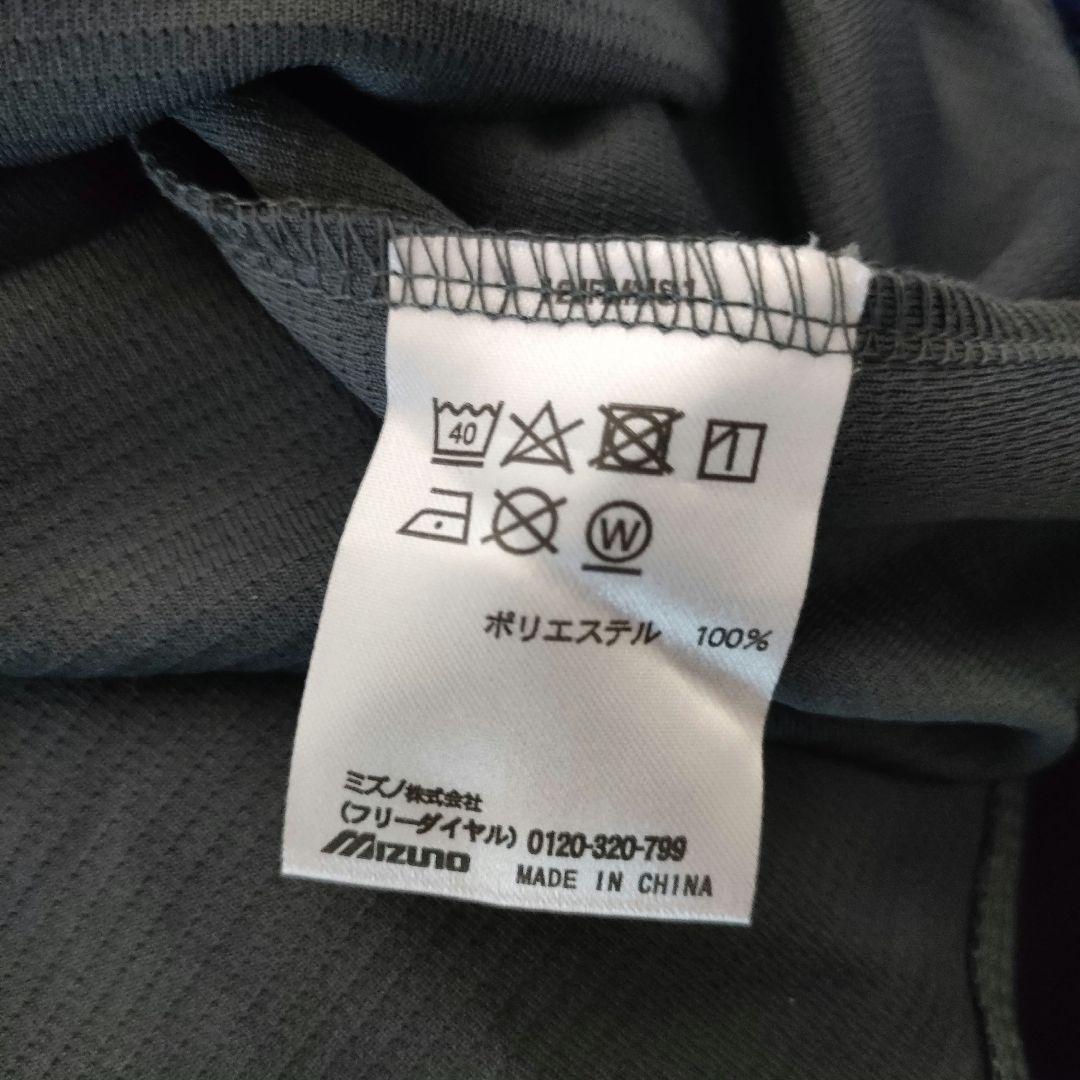 40
W
ポリエステル 100%
ミズノ株式会社
(フリーダイヤル) 0120-320-799
MIZUNO
MADE IN CHINA